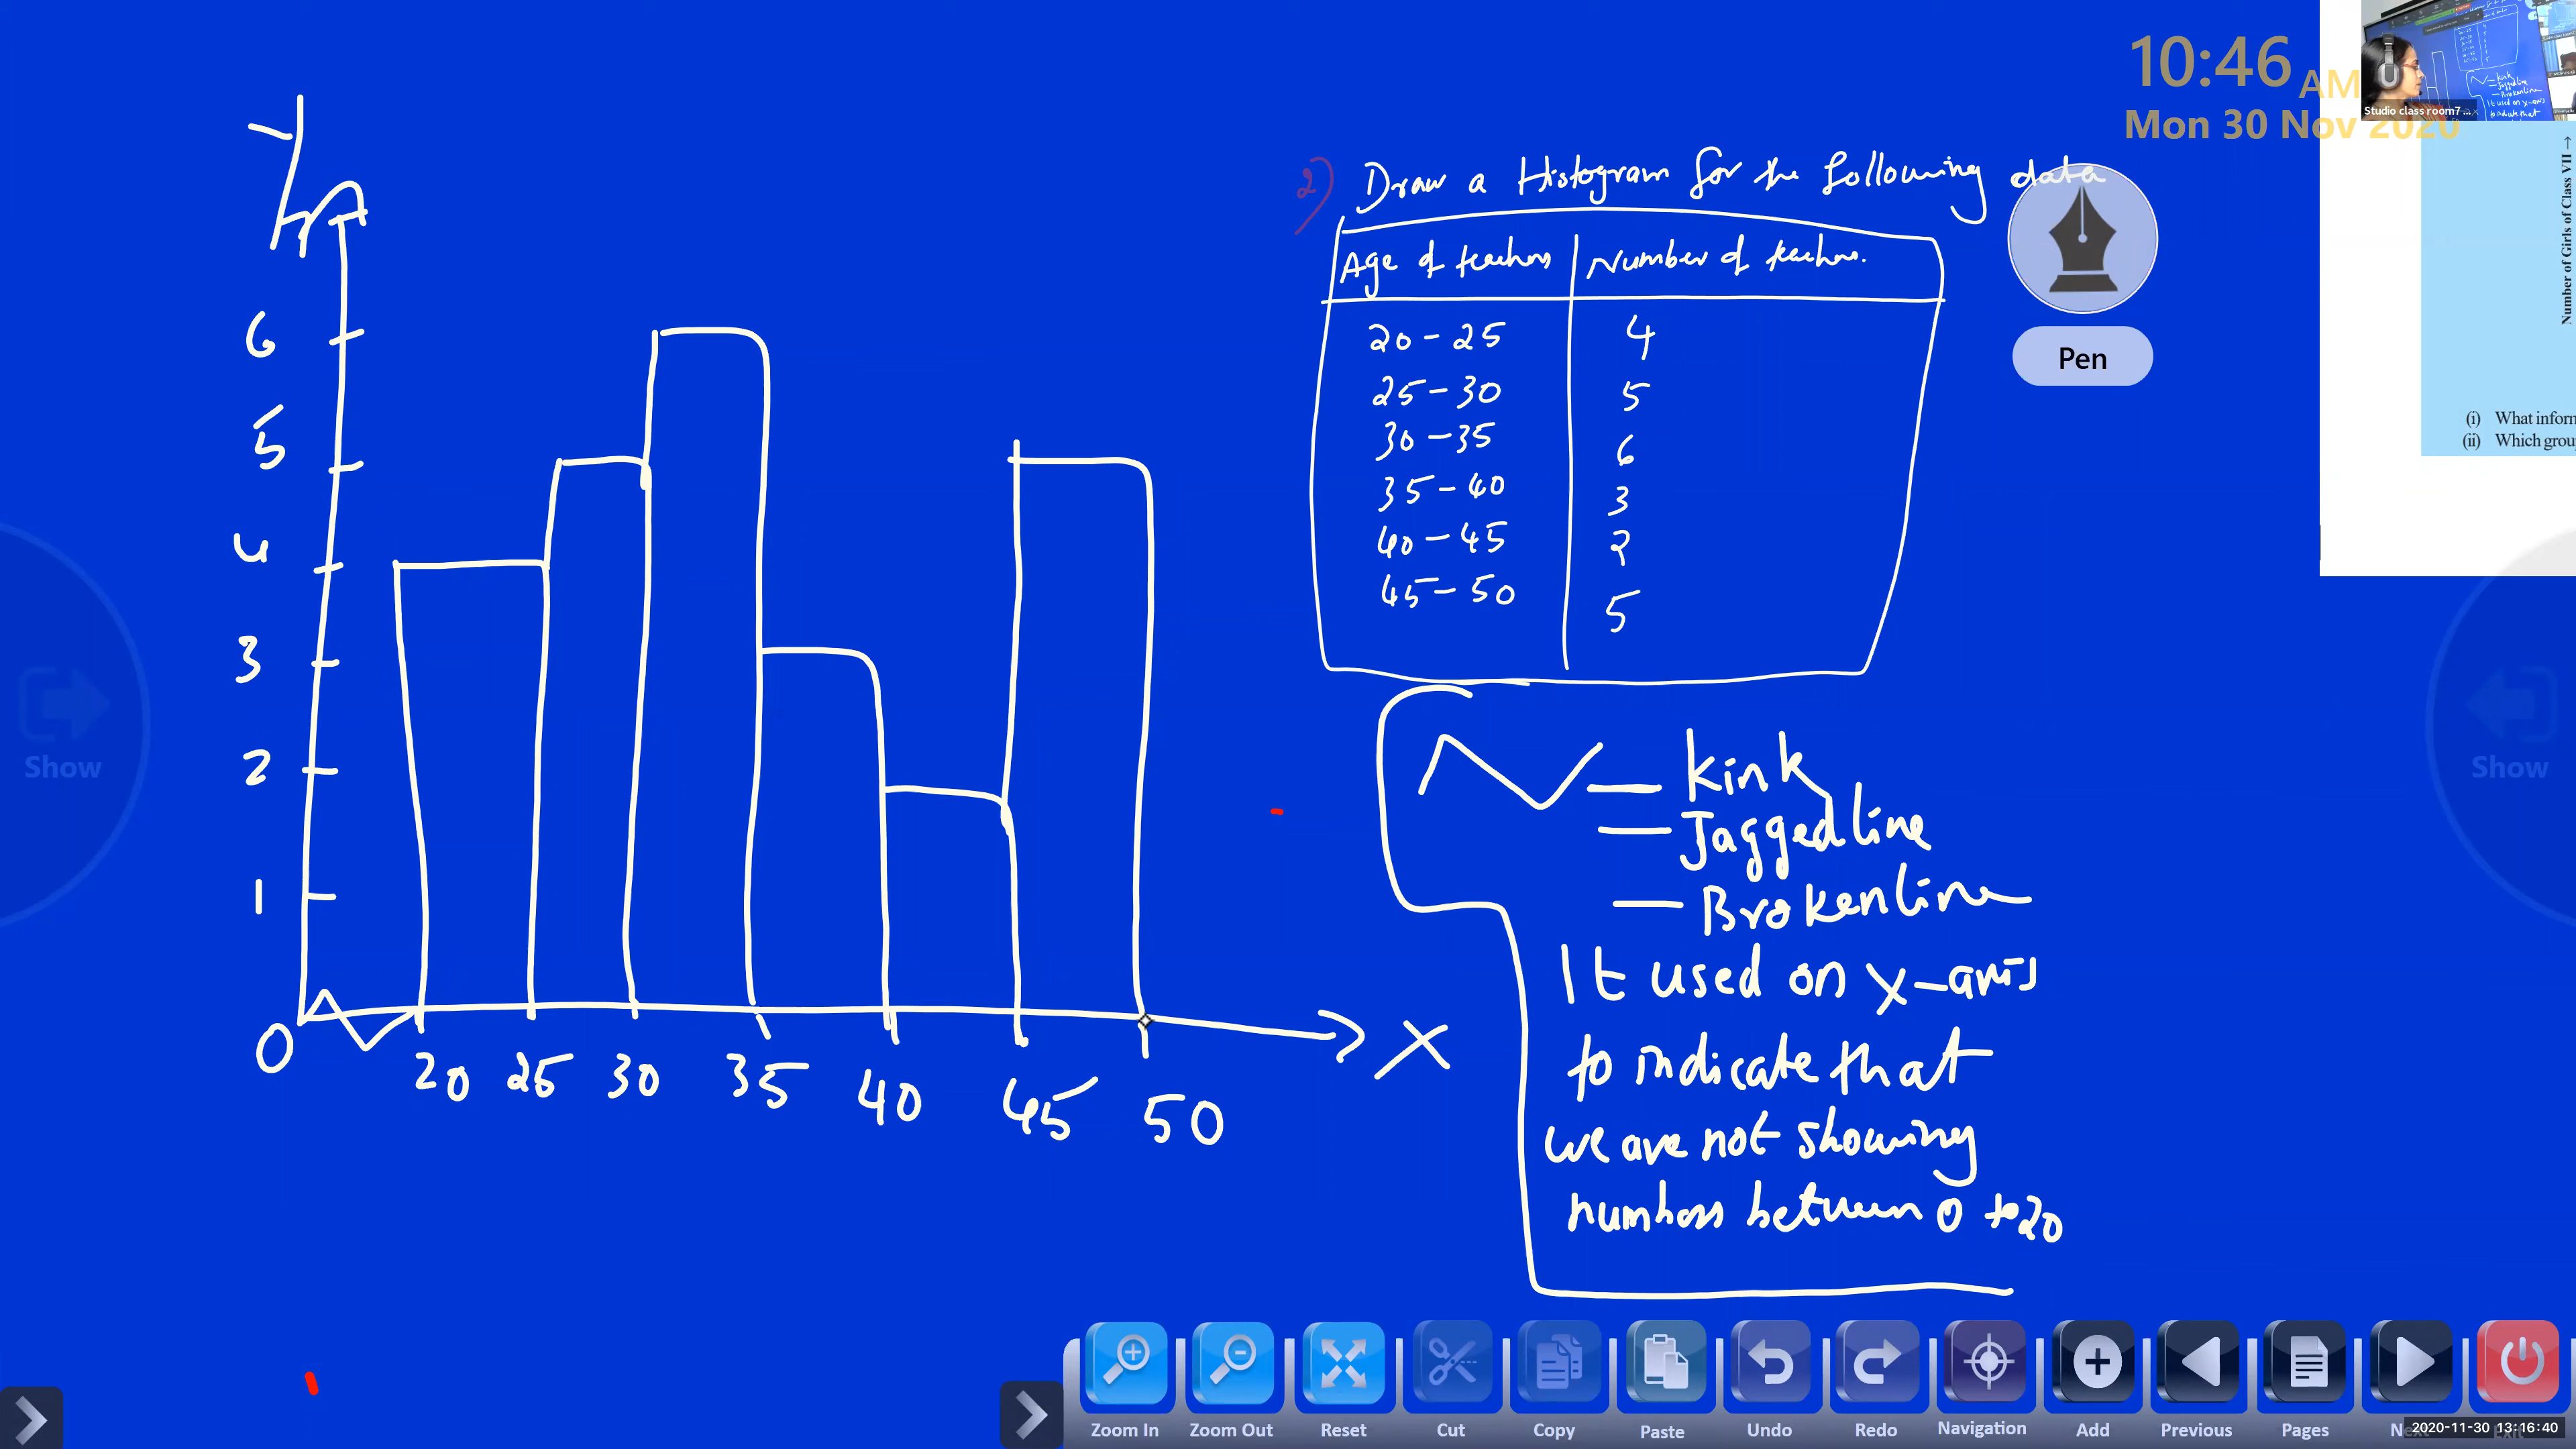 10:46 AM
Mon 30 Nov 2020
Studio class room7 ...
2) Draw a Histogram for the following data
Age of teachers Number of teachers.
20 - 25 4
25 - 30 5
30 - 35 6
35 - 40 3
40 - 45 2
45 - 50 5
Pen
Number of Girls of Class VII →
(i) What inform
(ii) Which grou
Y
6
5
4
3
2
1
0
20 25 30 35 40 45 50
X
Show
Show
— Kink
— Jaggedline
— Brokenline
It used on x-axis
to indicate that
we are not showing
numbers between 0 to 20
Zoom In Zoom Out Reset Cut Copy Paste Undo Redo Navigation Add Previous Pages
2020-11-30 13:16:40